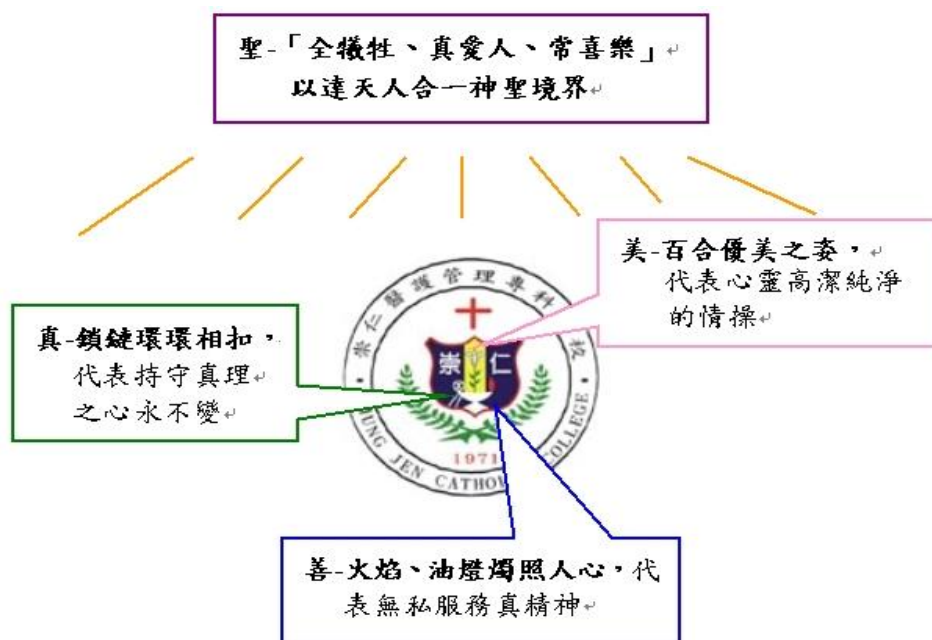 聖-「全犧牲、真愛人、常喜樂」
以達天人合一神聖境界
美-百合優美之姿，
代表心靈高潔純淨
的情操
真-鎖鏈環環相扣，
代表持守真理
之心永不變
崇仁醫護管理專科
校
崇 仁
1971
JEN CATHO
COLLEGE
善-火焰、油燈燭照人心，代
表無私服務真精神